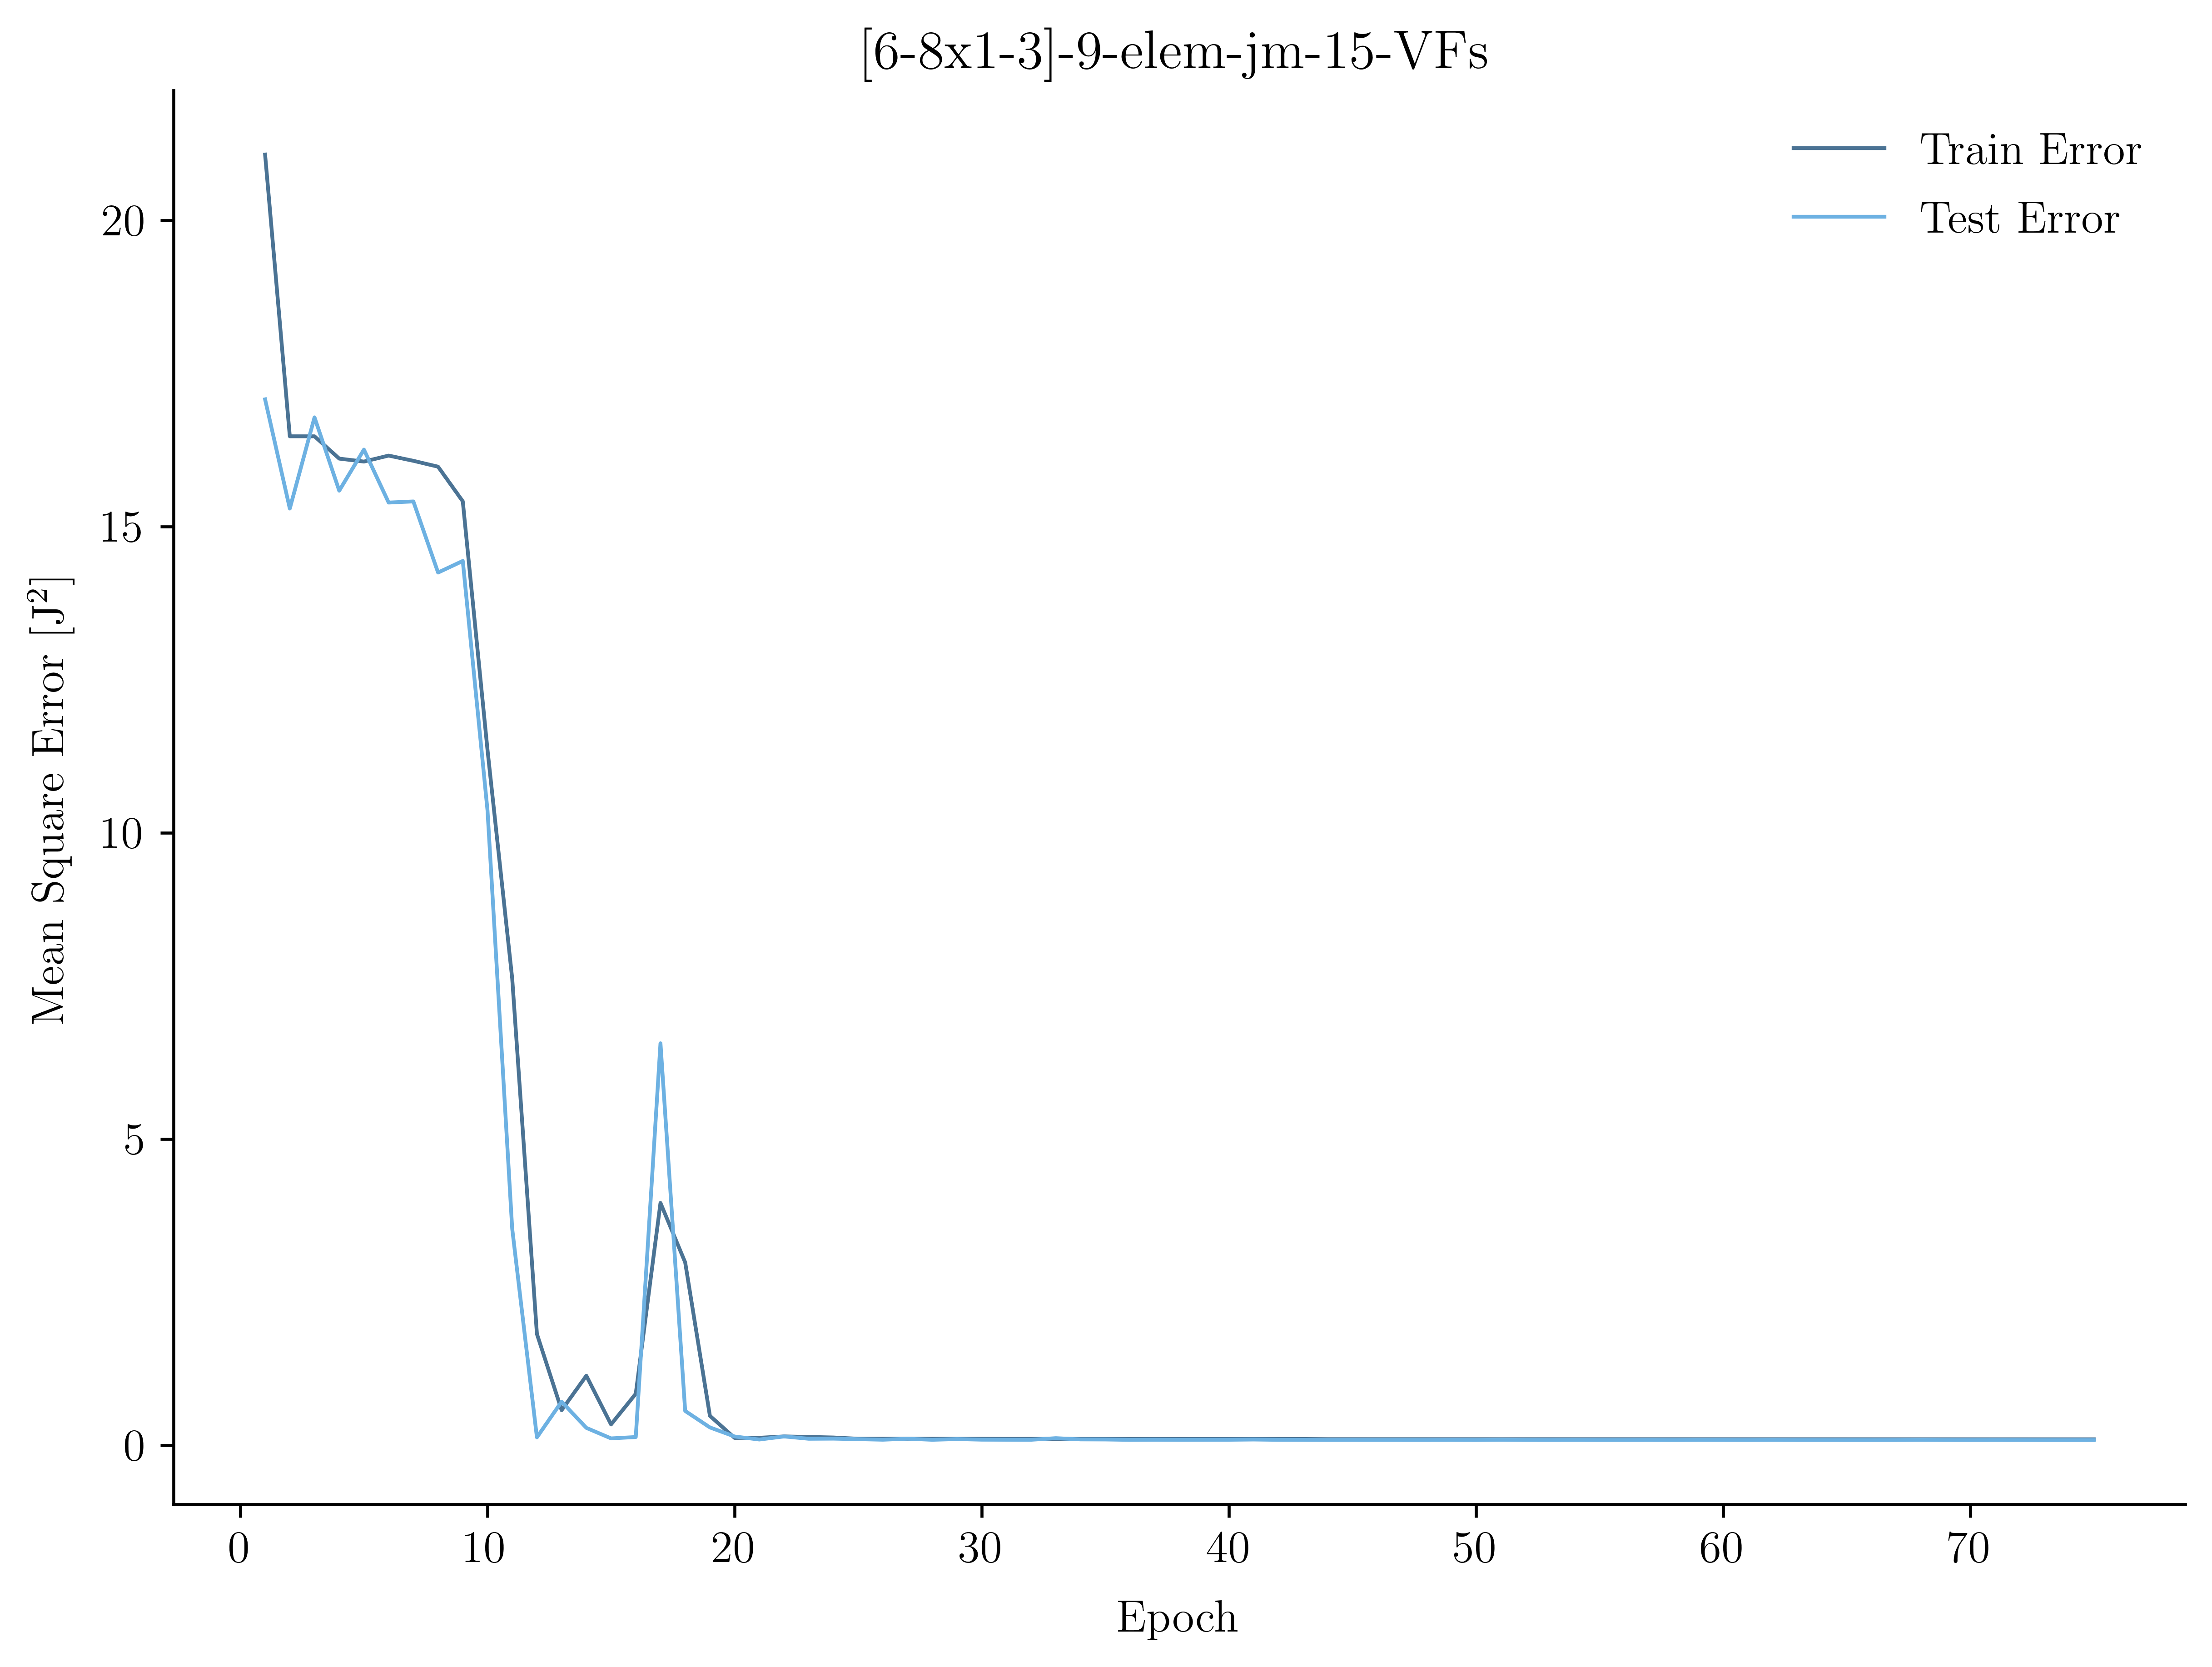 [6-8x1-3]-9-elem-jm-15-VFs
Train Error
Test Error
Mean Square Error [J²]
20
15
10
5
0
0 10 20 30 40 50 60 70
Epoch